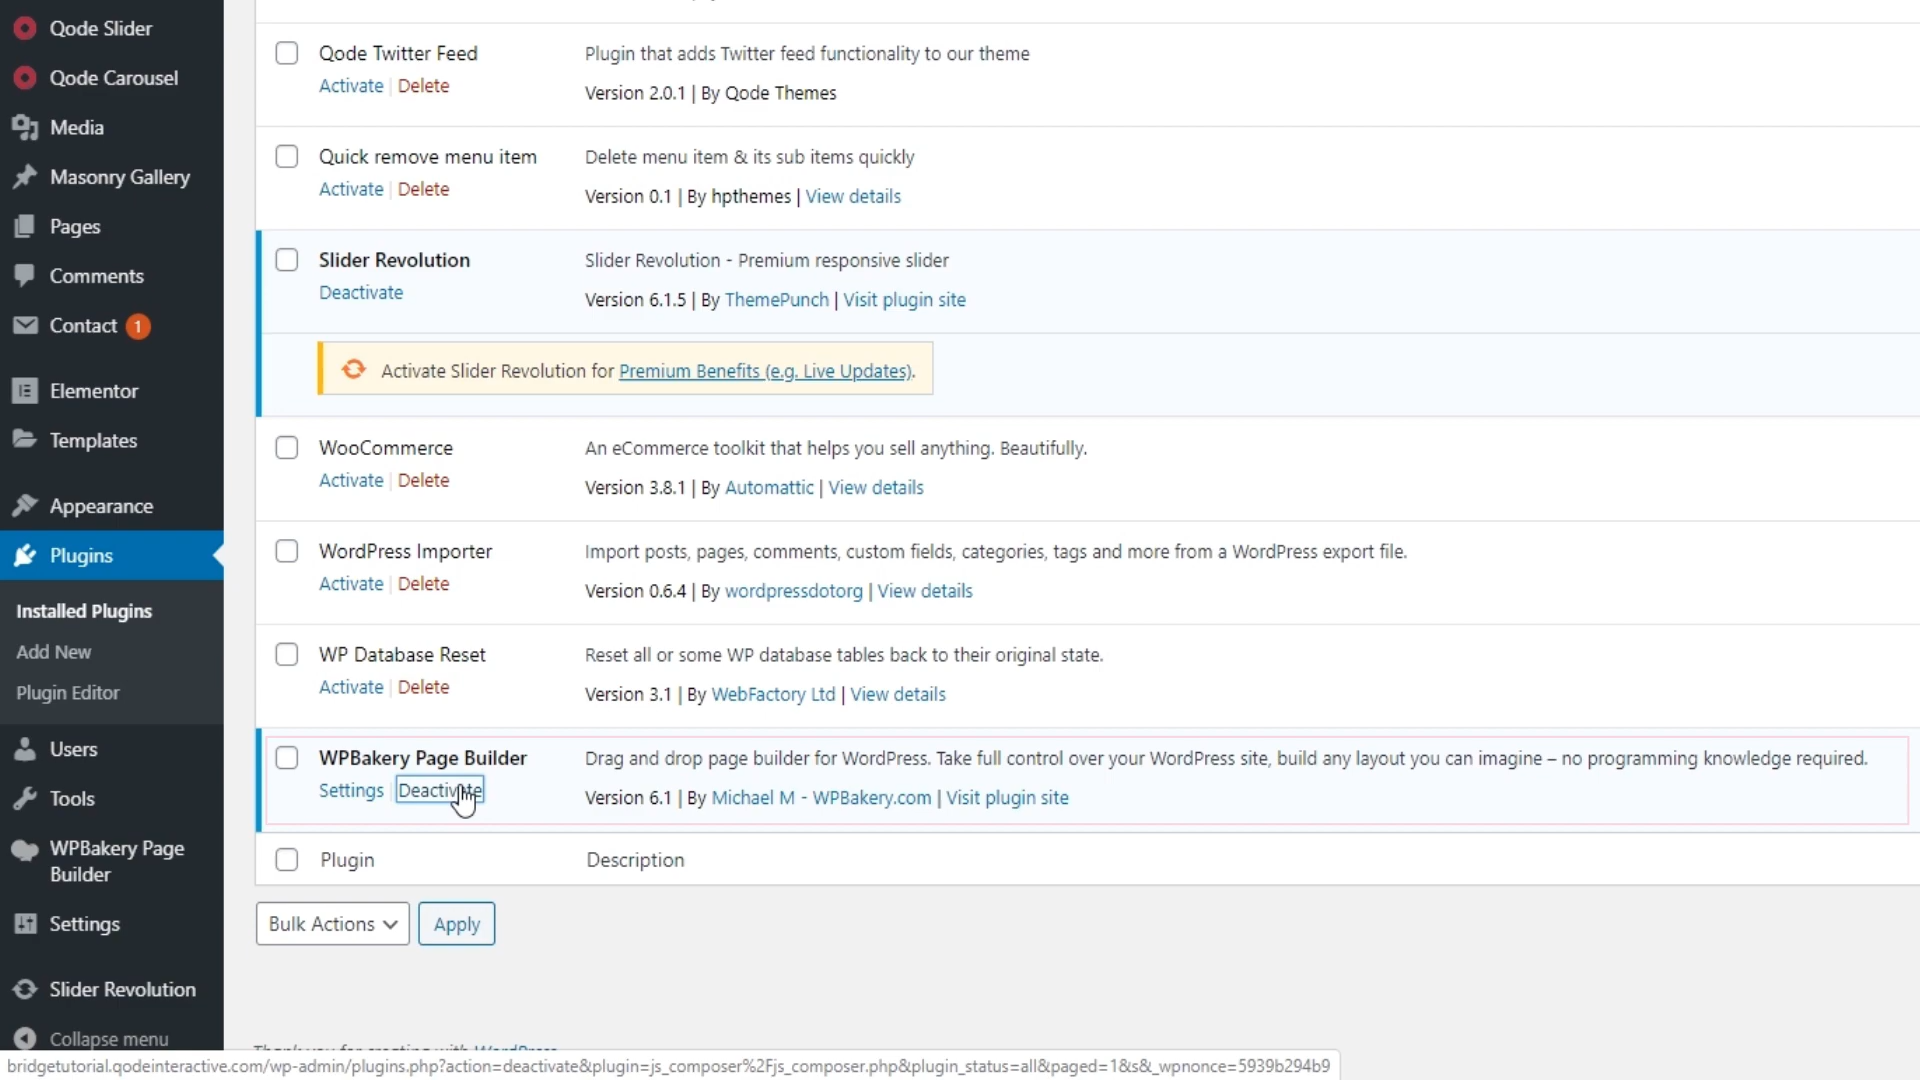 Qode Slider
Qode Carousel
Media
Masonry Gallery
Pages
Comments
Contact 1
Elementor
Templates
Appearance
Plugins
Installed Plugins
Add New
Plugin Editor
Users
Tools
WPBakery Page
Builder
Settings
Slider Revolution
Collapse menu
Qode Twitter Feed
Activate | Delete
Plugin that adds Twitter feed functionality to our theme
Version 2.0.1 | By Qode Themes
Quick remove menu item
Activate | Delete
Delete menu item & its sub items quickly
Version 0.1 | By hpthemes | View details
Slider Revolution
Deactivate
Slider Revolution - Premium responsive slider
Version 6.1.5 | By ThemePunch | Visit plugin site
Activate Slider Revolution for Premium Benefits (e.g. Live Updates).
WooCommerce
Activate | Delete
An eCommerce toolkit that helps you sell anything. Beautifully.
Version 3.8.1 | By Automattic | View details
WordPress Importer
Activate | Delete
Import posts, pages, comments, custom fields, categories, tags and more from a WordPress export file.
Version 0.6.4 | By wordpressdotorg | View details
WP Database Reset
Activate | Delete
Reset all or some WP database tables back to their original state.
Version 3.1 | By WebFactory Ltd | View details
WPBakery Page Builder
Settings | Deactivate
Drag and drop page builder for WordPress. Take full control over your WordPress site, build any layout you can imagine – no programming knowledge required.
Version 6.1 | By Michael M - WPBakery.com | Visit plugin site
Plugin
Description
Bulk Actions
Apply
Thank you for creating with WordPress
bridgetutorial.qodeinteractive.com/wp-admin/plugins.php?action=deactivate&plugin=js_composer%2Fjs_composer.php&plugin_status=all&paged=1&s&_wpnonce=5939b294b9